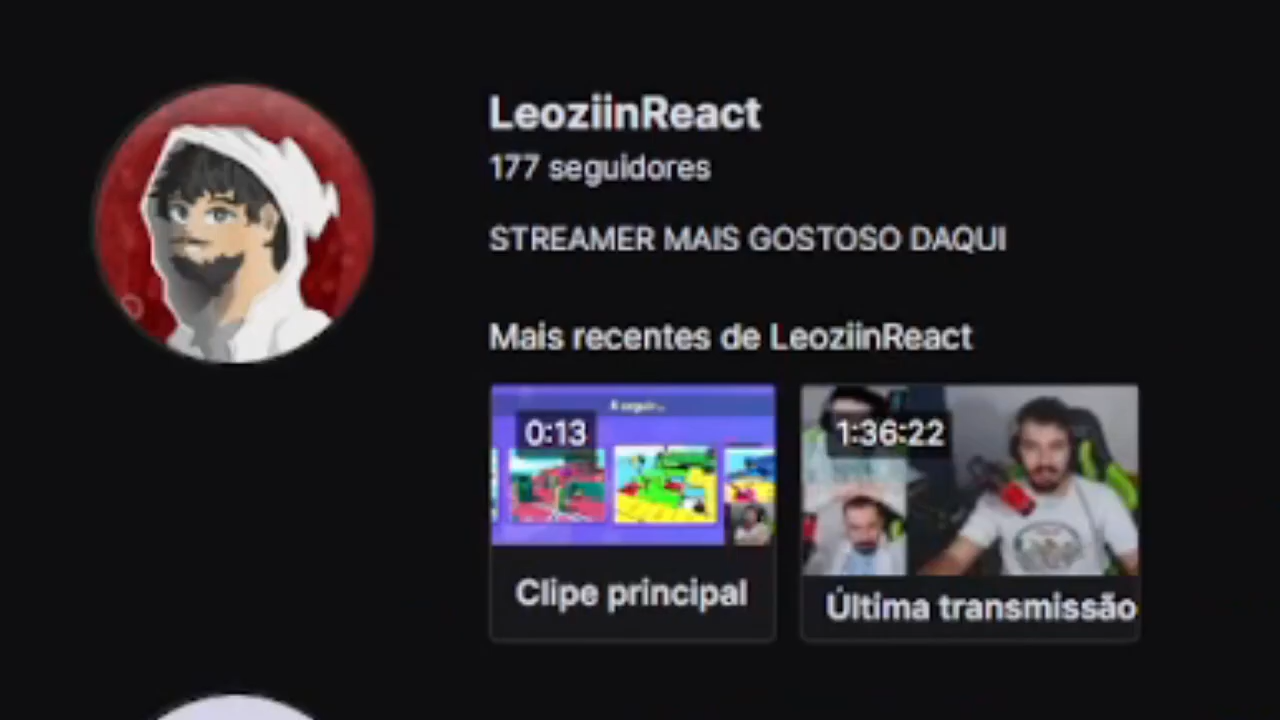 LeoziinReact
177 seguidores
STREAMER MAIS GOSTOSO DAQUI
Mais recentes de LeoziinReact
A seguir...
0:13
1:36:22
Clipe principal
Última transmissão